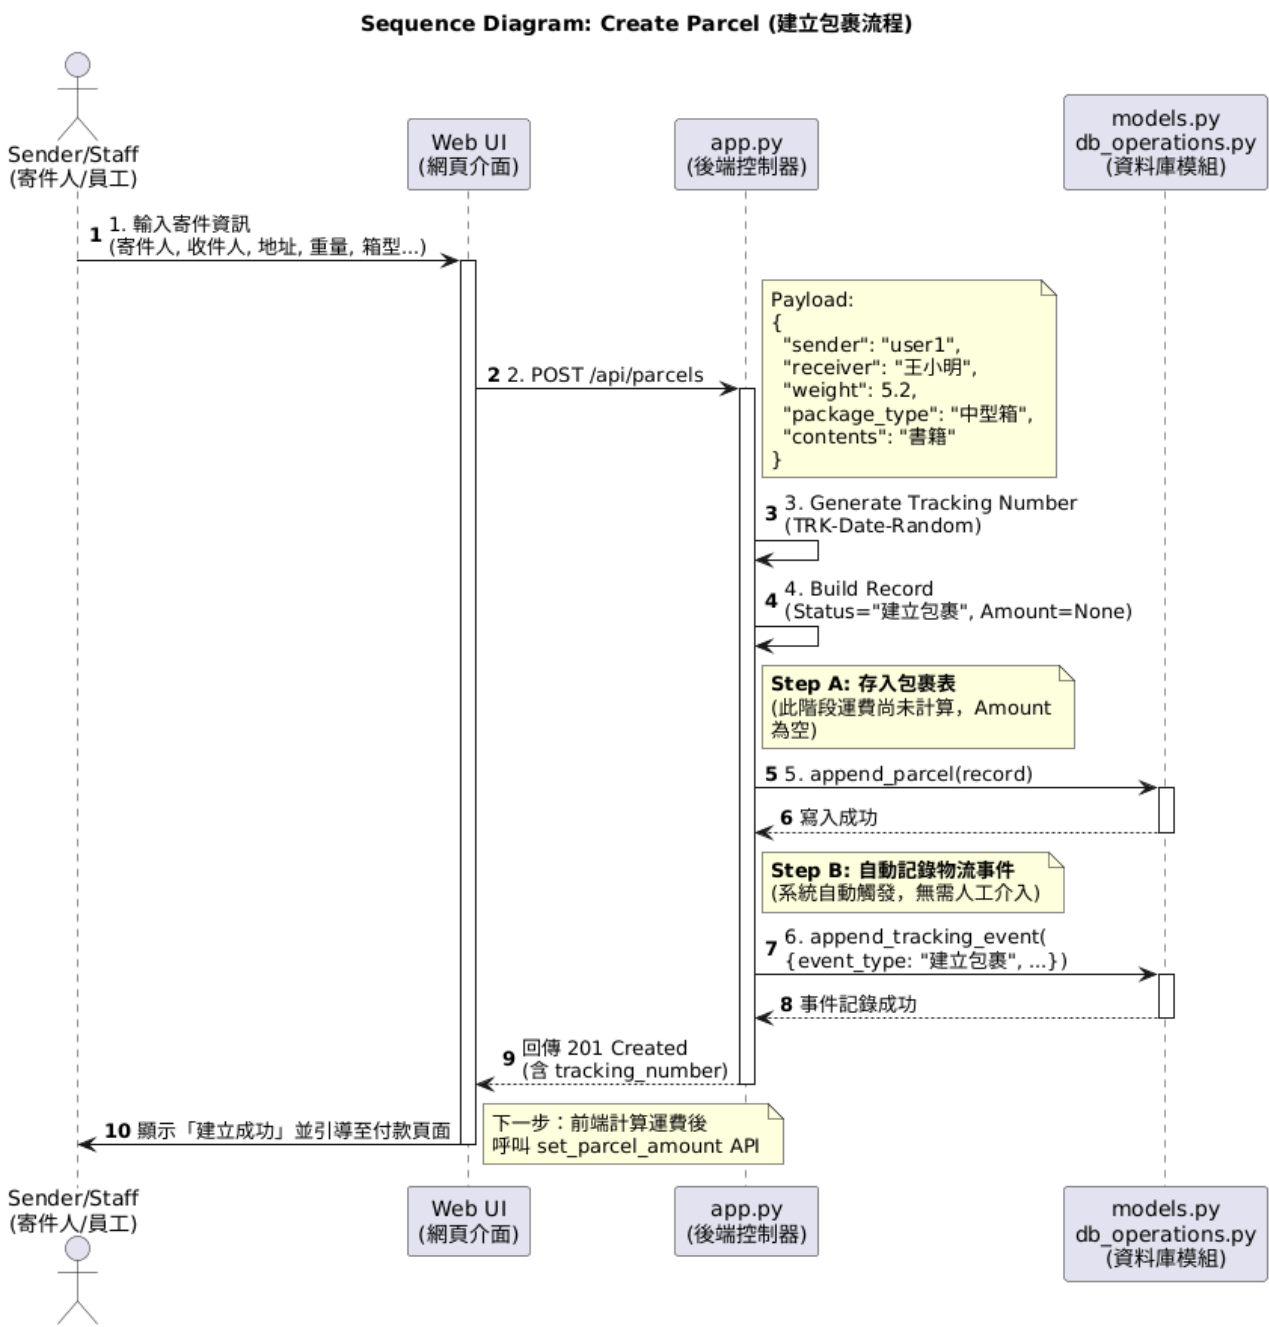 Sequence Diagram: Create Parcel (建立包裹流程)
Sender/Staff
(寄件人/員工)
Web UI
(網頁介面)
app.py
(後端控制器)
models.py
db_operations.py
(資料庫模組)
1 1. 輸入寄件資訊
(寄件人, 收件人, 地址, 重量, 箱型...)
Payload:
{
"sender": "user1",
"receiver": "王小明",
"weight": 5.2,
"package_type": "中型箱",
"contents": "書籍"
}
2 2. POST /api/parcels
3 3. Generate Tracking Number
(TRK-Date-Random)
4 4. Build Record
(Status="建立包裹", Amount=None)
Step A: 存入包裹表
(此階段運費尚未計算，Amount
為空)
5 5. append_parcel(record)
6 寫入成功
Step B: 自動記錄物流事件
(系統自動觸發，無需人工介入)
7 6. append_tracking_event(
{event_type: "建立包裹", ...})
8 事件記錄成功
9 回傳 201 Created
(含 tracking_number)
10 顯示「建立成功」並引導至付款頁面
下一步：前端計算運費後
呼叫 set_parcel_amount API
Sender/Staff
(寄件人/員工)
Web UI
(網頁介面)
app.py
(後端控制器)
models.py
db_operations.py
(資料庫模組)